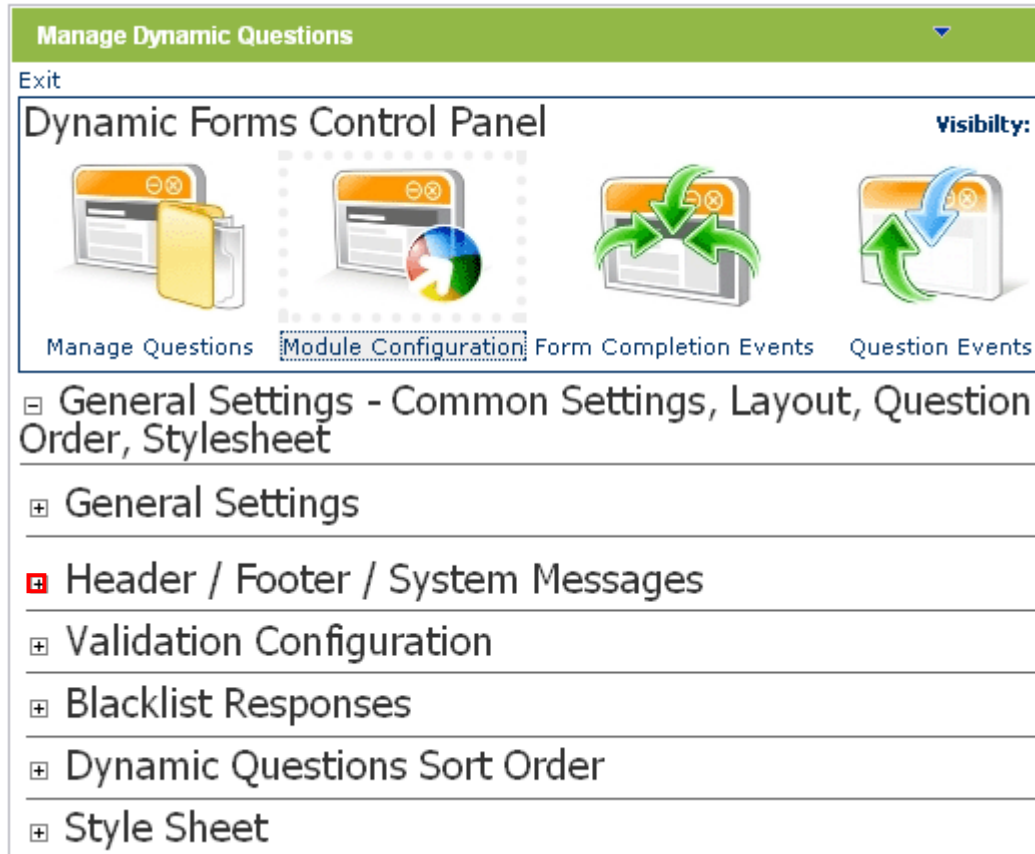 Manage Dynamic Questions
Exit
Dynamic Forms Control Panel
Visibilty:
Manage Questions
Module Configuration
Form Completion Events
Question Events
General Settings - Common Settings, Layout, Question
Order, Stylesheet
General Settings
Header / Footer / System Messages
Validation Configuration
Blacklist Responses
Dynamic Questions Sort Order
Style Sheet